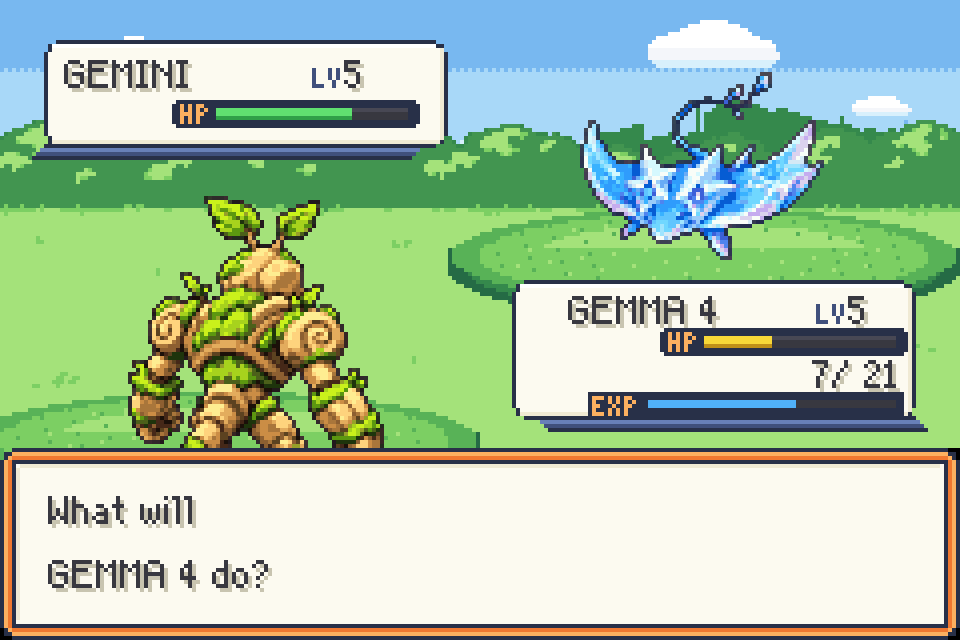 GEMINI Lv5
HP
GEMMA 4 Lv5
HP
7/ 21
EXP
What will
GEMMA 4 do?